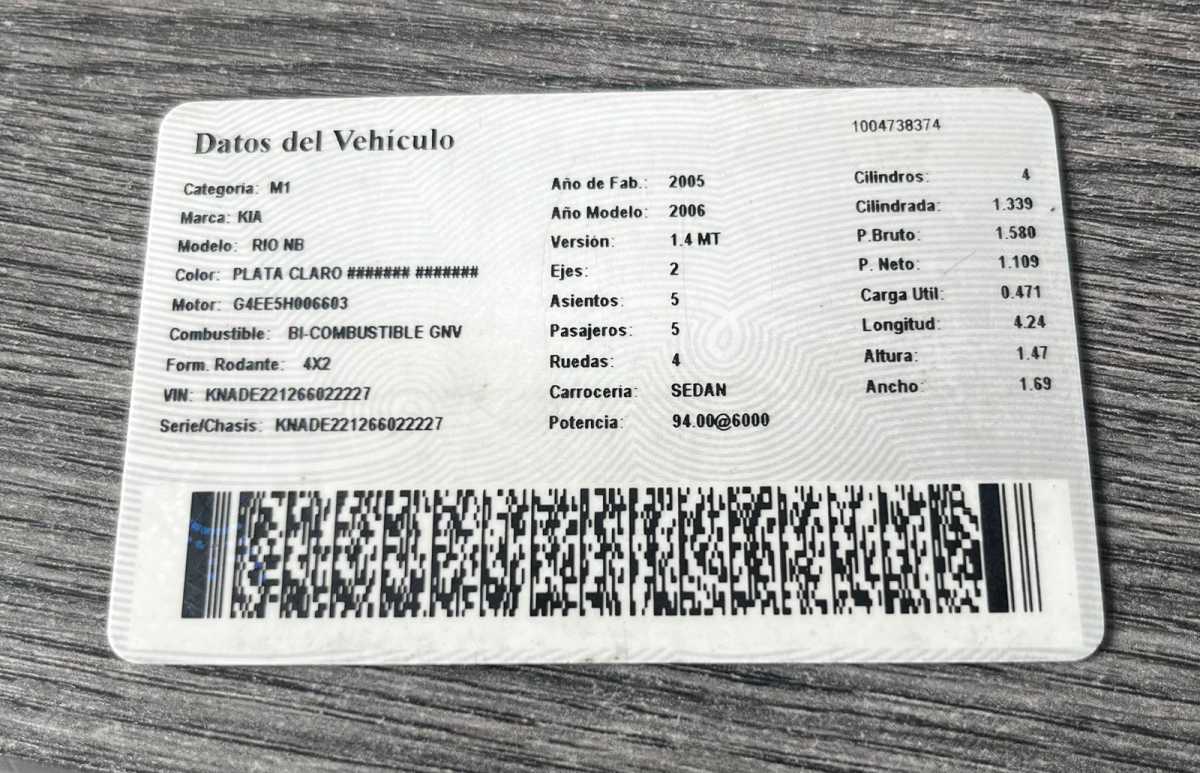 Datos del Vehículo
1004738374
Categoría: M1
Marca: KIA
Modelo: RIO NB
Color: PLATA CLARO ####### #######
Motor: G4EE5H006603
Combustible: BI-COMBUSTIBLE GNV
Form. Rodante: 4X2
VIN: KNADE221266022227
Serie/Chasis: KNADE221266022227
Año de Fab.: 2005
Año Modelo: 2006
Versión: 1.4 MT
Ejes: 2
Asientos: 5
Pasajeros: 5
Ruedas: 4
Carrocería: SEDAN
Potencia: 94.00@6000
Cilindros: 4
Cilindrada: 1.339
P.Bruto: 1.580
P. Neto: 1.109
Carga Util: 0.471
Longitud: 4.24
Altura: 1.47
Ancho: 1.69